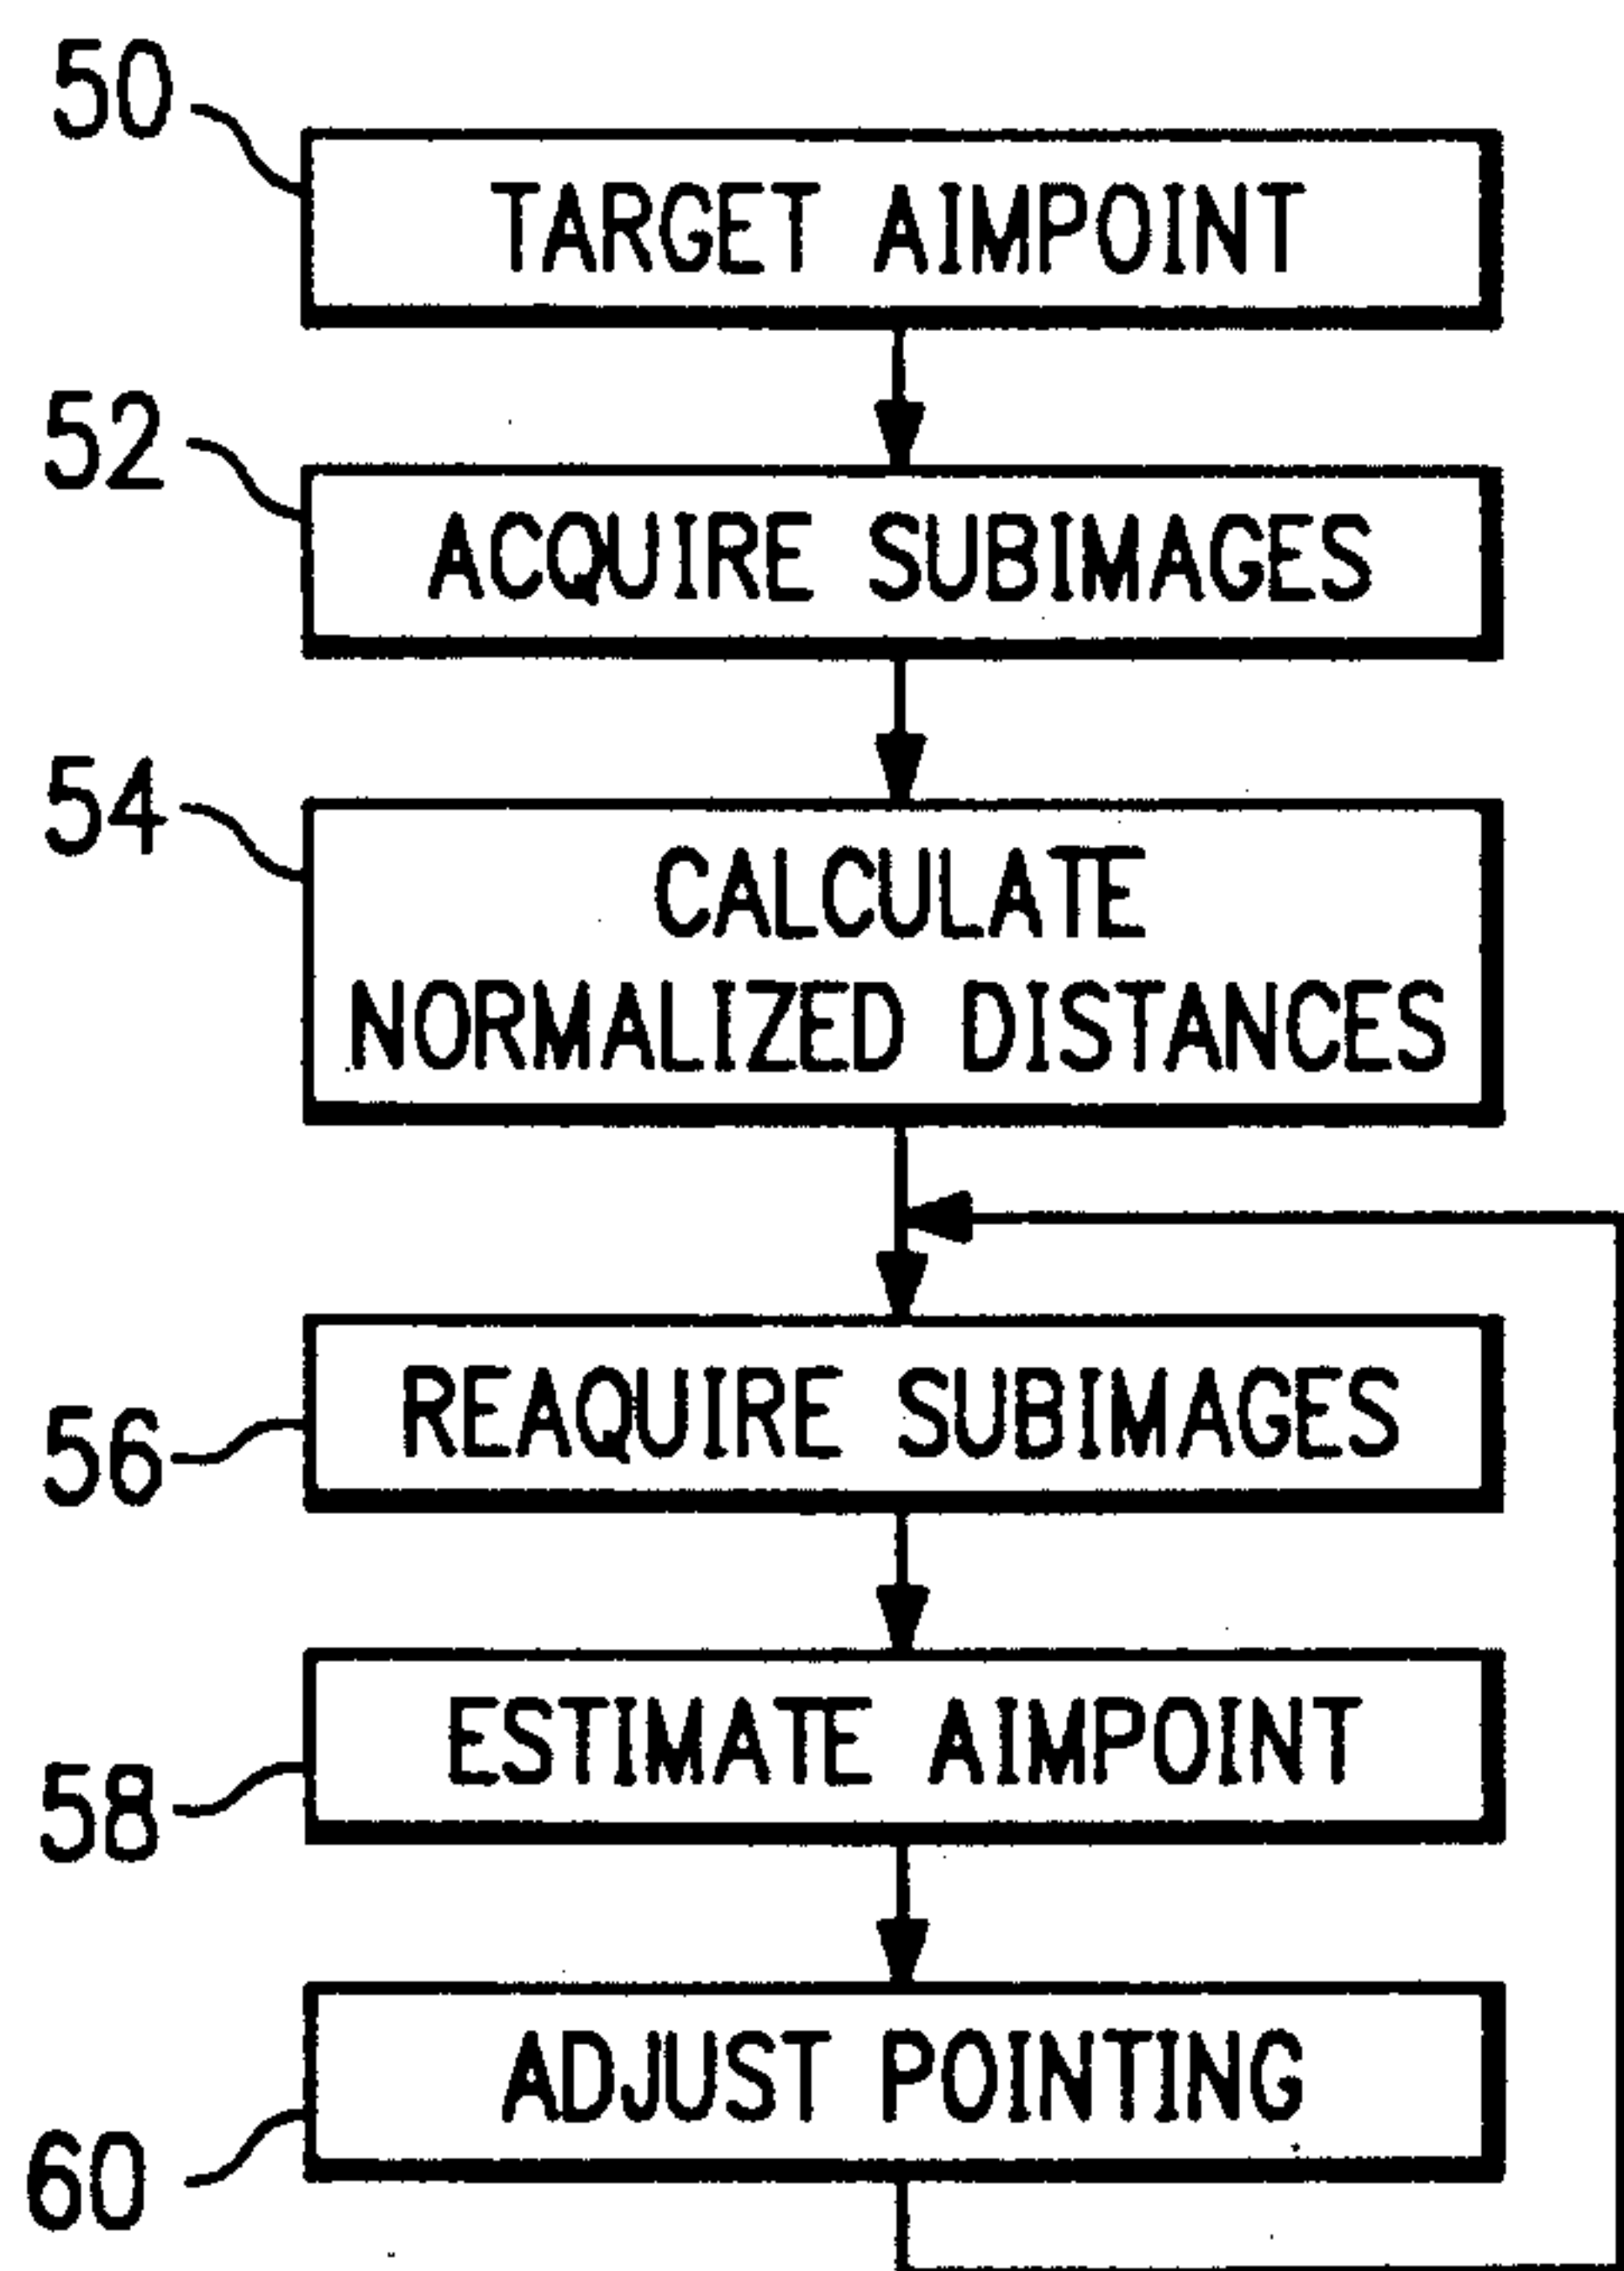 50
TARGET AIMPOINT
52
ACQUIRE SUBIMAGES
54
CALCULATE
NORMALIZED DISTANCES
56
REAQUIRE SUBIMAGES
58
ESTIMATE AIMPOINT
60
ADJUST POINTING